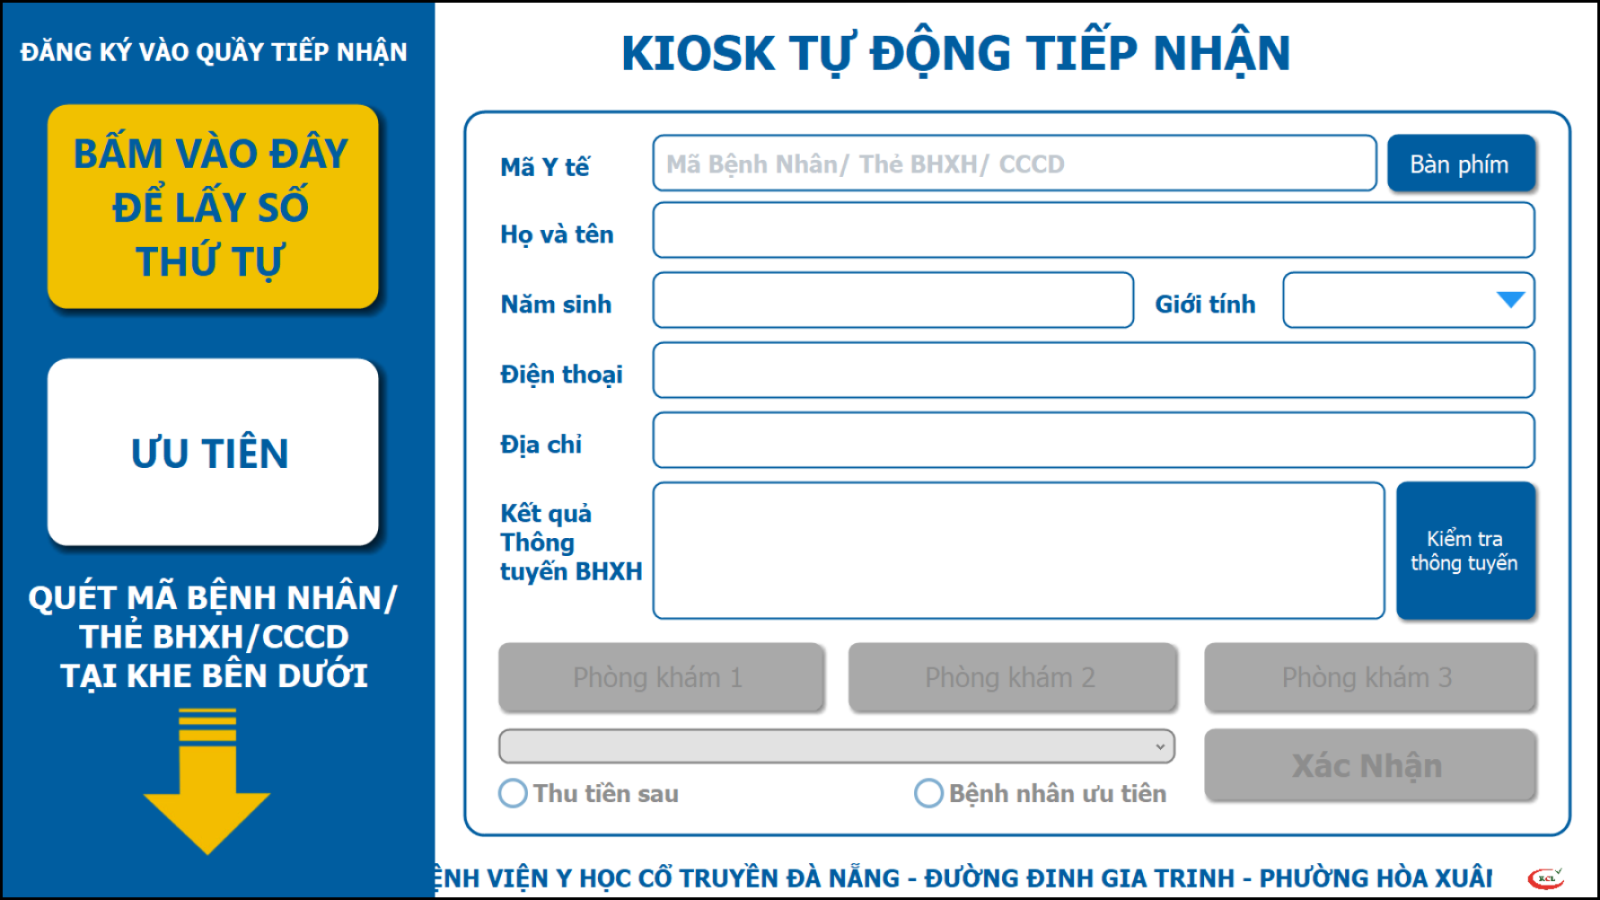 ĐĂNG KÝ VÀO QUẦY TIẾP NHẬN
BẤM VÀO ĐÂY
ĐỂ LẤY SỐ
THỨ TỰ
ƯU TIÊN
QUÉT MÃ BỆNH NHÂN/
THẺ BHXH/CCCD
TẠI KHE BÊN DƯỚI
KIOSK TỰ ĐỘNG TIẾP NHẬN
Mã Y tế
Mã Bệnh Nhân/ Thẻ BHXH/ CCCD
Bàn phím
Họ và tên
Năm sinh
Giới tính
Điện thoại
Địa chỉ
Kết quả
Thông
tuyến BHXH
Kiểm tra
thông tuyến
Phòng khám 1
Phòng khám 2
Phòng khám 3
Xác Nhận
Thu tiền sau
Bệnh nhân ưu tiên
ỆNH VIỆN Y HỌC CỔ TRUYỀN ĐÀ NẴNG - ĐƯỜNG ĐINH GIA TRINH - PHƯỜNG HÒA XUÂN